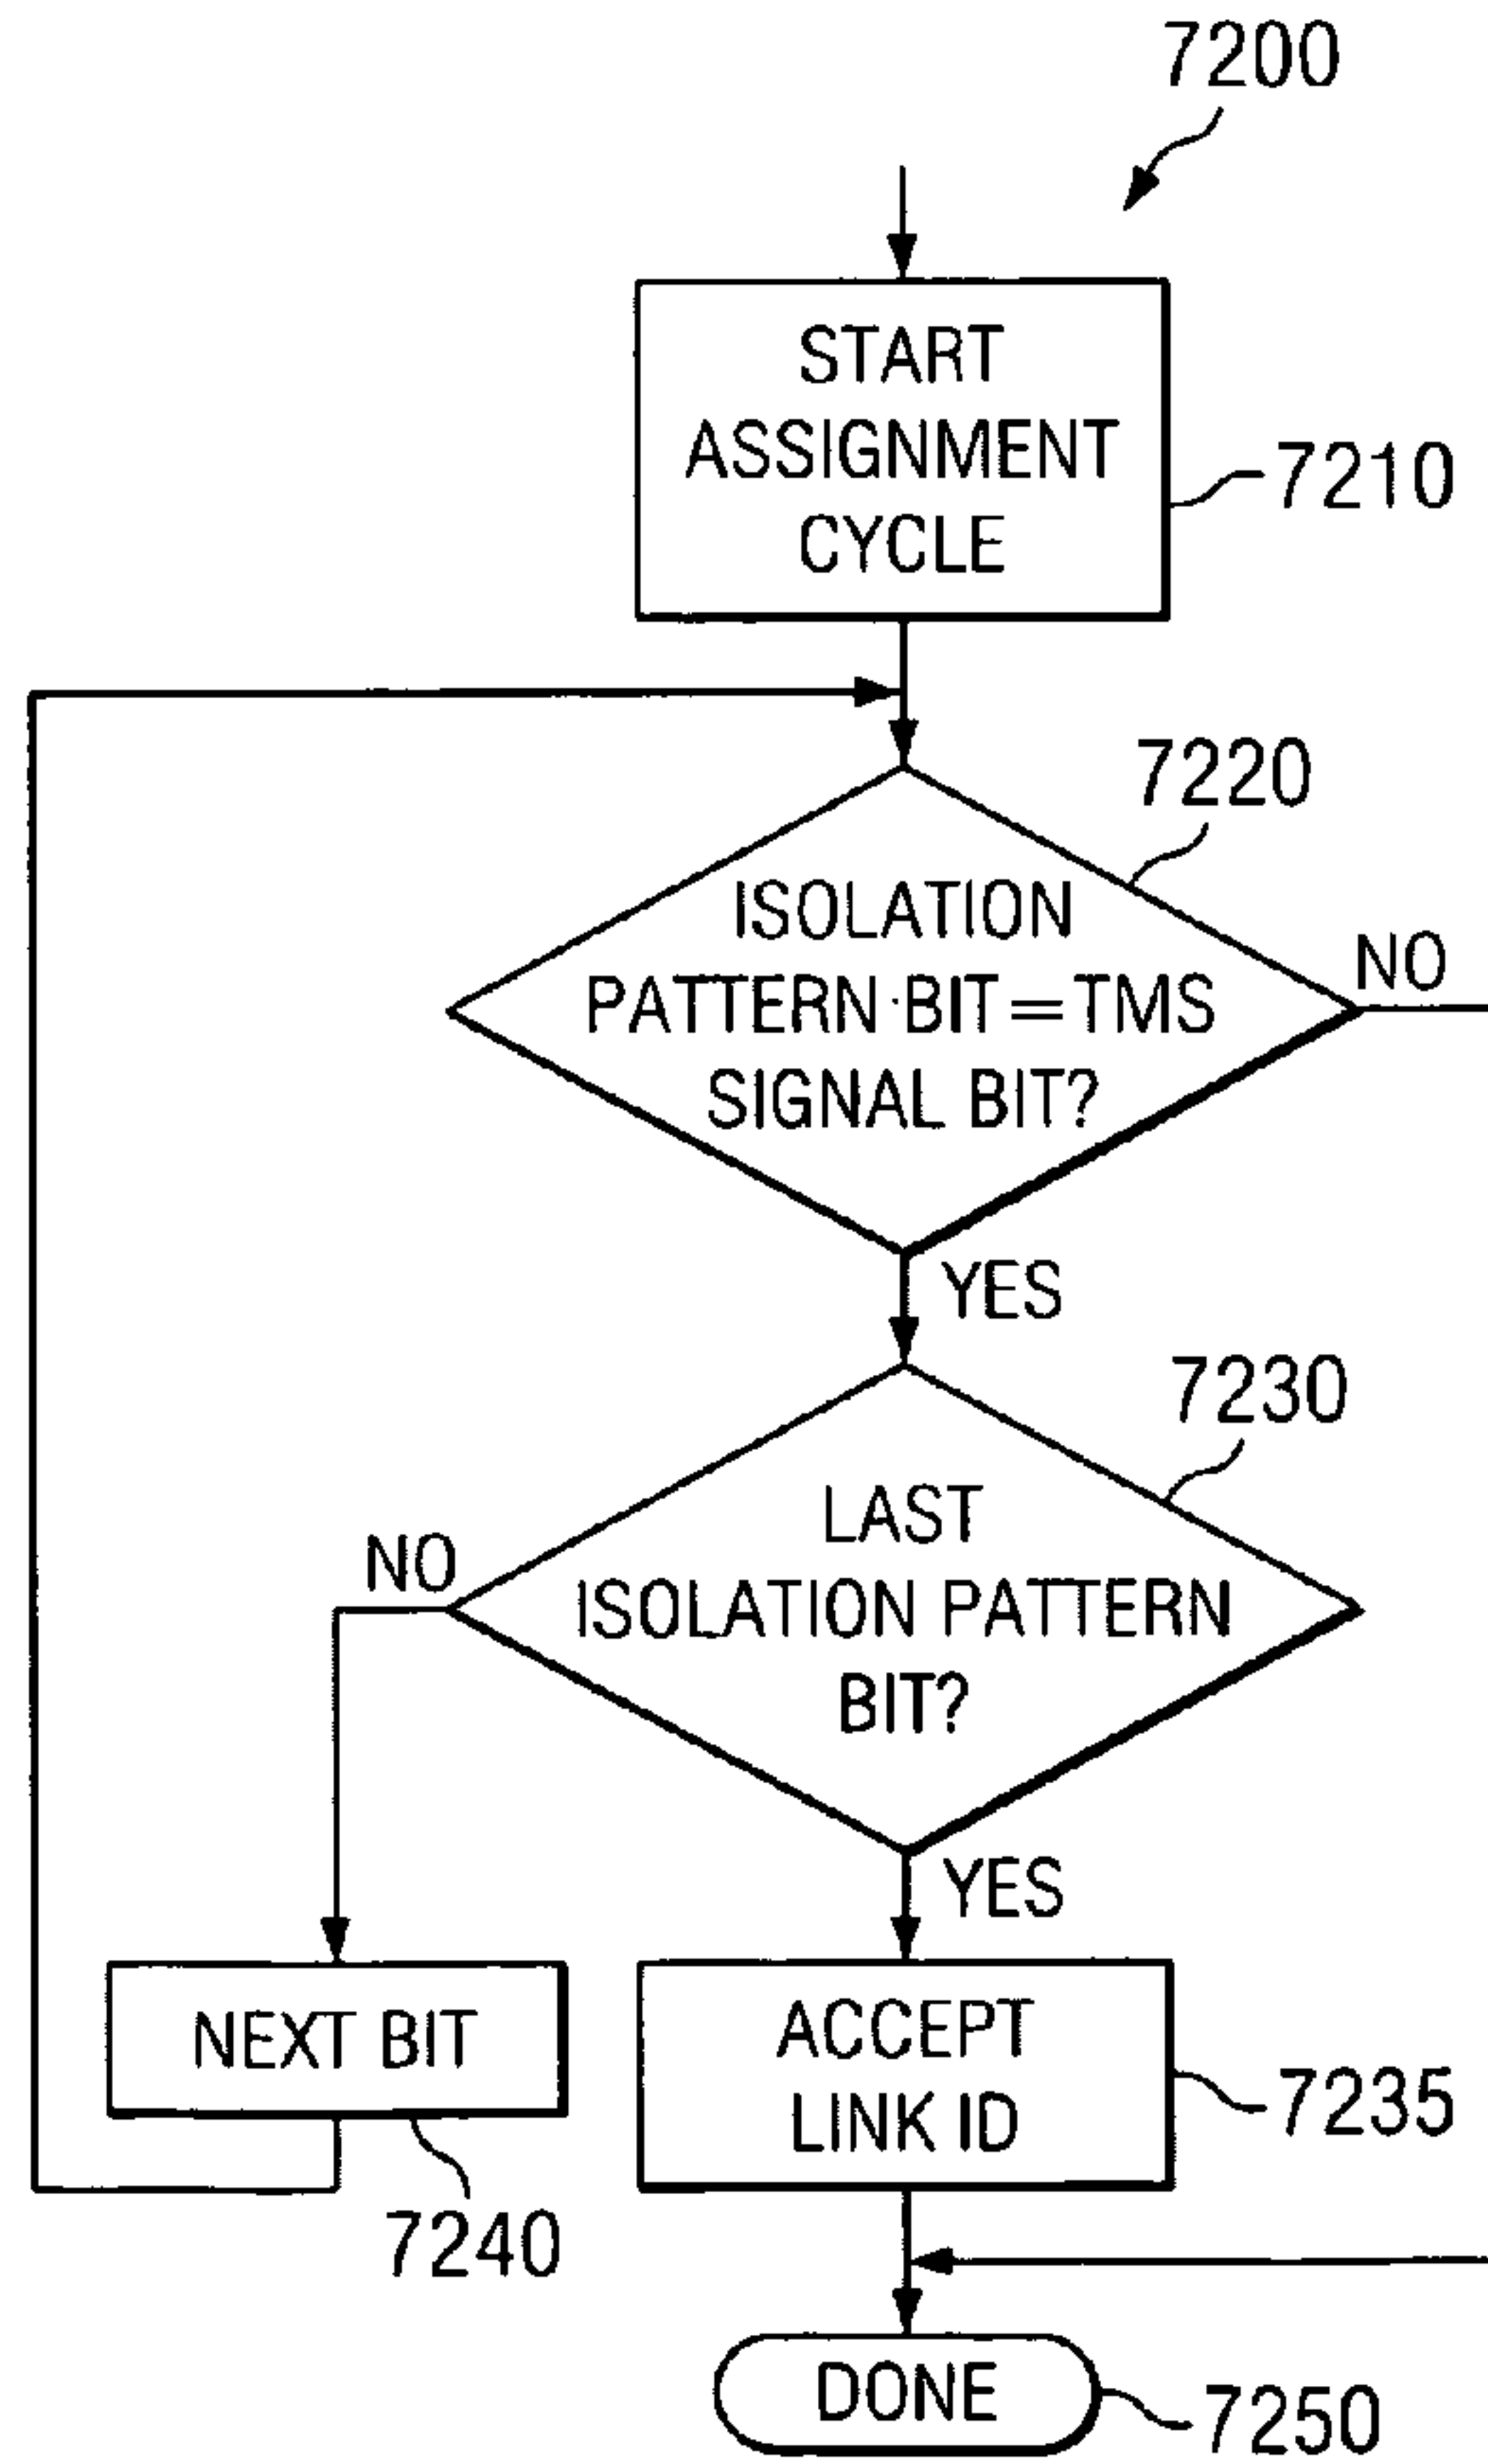 7200
START
ASSIGNMENT
CYCLE
7210
7220
ISOLATION
PATTERN BIT=TMS
SIGNAL BIT?
NO
YES
7230
LAST
ISOLATION PATTERN
BIT?
NO
YES
NEXT BIT
ACCEPT
LINK ID
7235
7240
DONE
7250